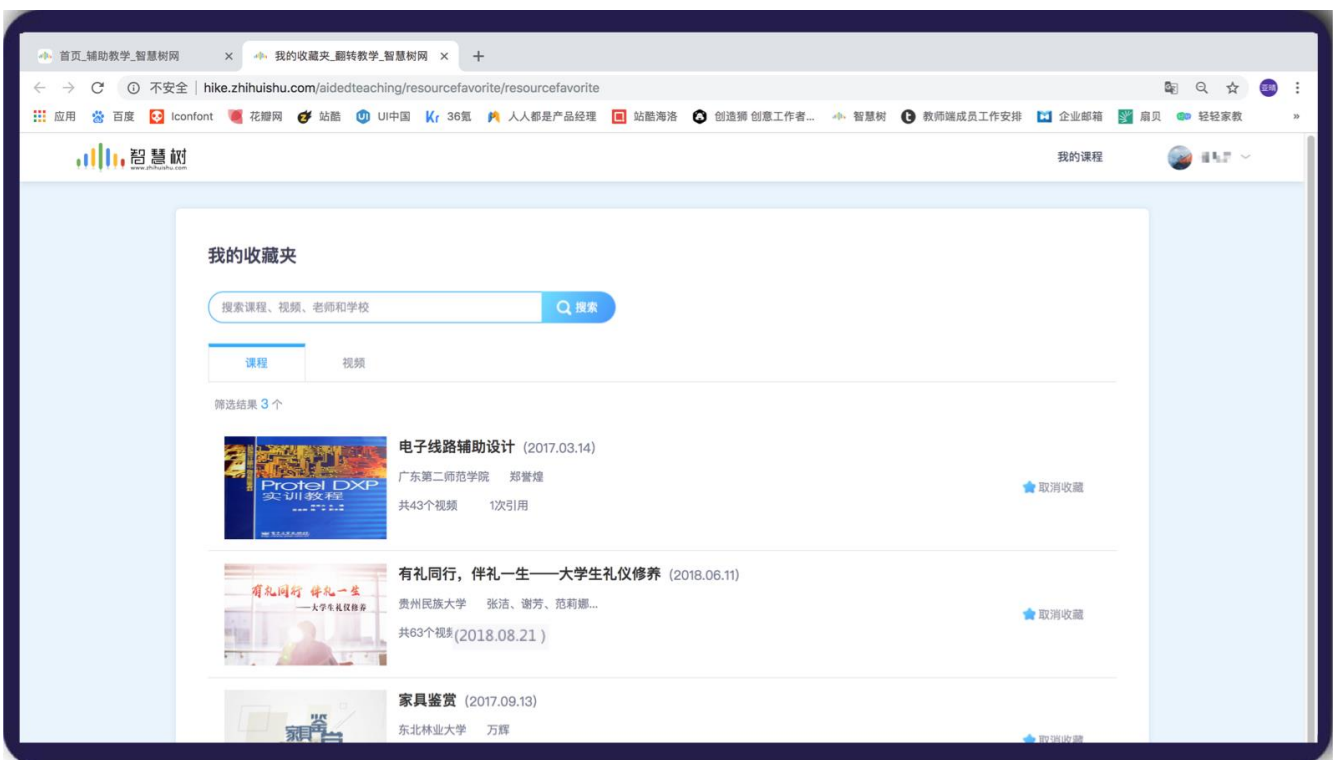 首页_辅助教学_智慧树网 × 我的收藏夹_翻转教学_智慧树网 × +
不安全 | hike.zhihuishu.com/aidedteaching/resourcefavorite/resourcefavorite
应用 百度 Iconfont 花瓣网 站酷 UI中国 36氪 人人都是产品经理 站酷海洛 创造狮 创意工作者... 智慧树 教师端成员工作安排 企业邮箱 扇贝 轻轻家教 »
智慧树 我的课程
www.zhihuishu.com
我的收藏夹
搜索课程、视频、老师和学校 搜索
课程 视频
筛选结果 3 个
电子线路辅助设计 (2017.03.14)
Protel DXP
实训教程
广东第二师范学院 郑誉煌
取消收藏
共43个视频 1次引用
有礼同行，伴礼一生——大学生礼仪修养 (2018.06.11)
有礼同行 伴礼一生
——大学生礼仪修养
贵州民族大学 张洁、谢芳、范莉娜...
取消收藏
共63个视 (2018.08.21 )
家具鉴赏 (2017.09.13)
家具鉴
东北林业大学 万辉
取消收藏